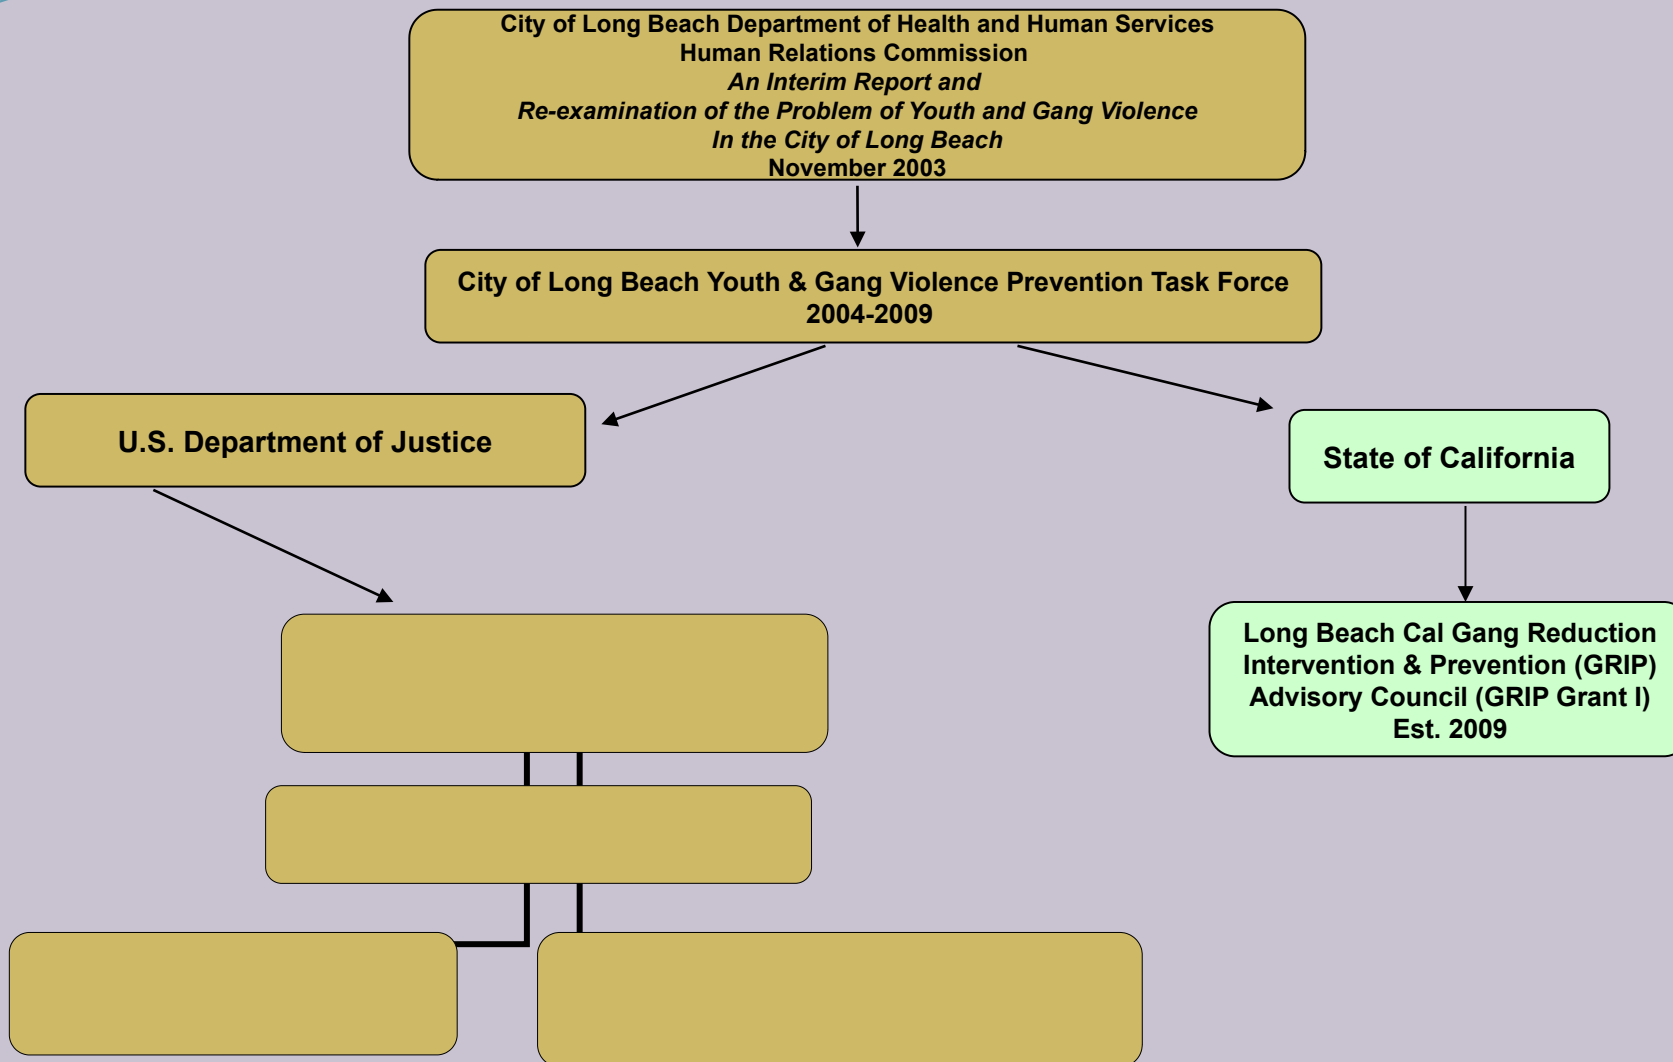 City of Long Beach Department of Health and Human Services
Human Relations Commission
An Interim Report and
Re-examination of the Problem of Youth and Gang Violence
In the City of Long Beach
November 2003
City of Long Beach Youth & Gang Violence Prevention Task Force
2004-2009
U.S. Department of Justice
State of California
Long Beach Cal Gang Reduction
Intervention & Prevention (GRIP)
Advisory Council (GRIP Grant I)
Est. 2009